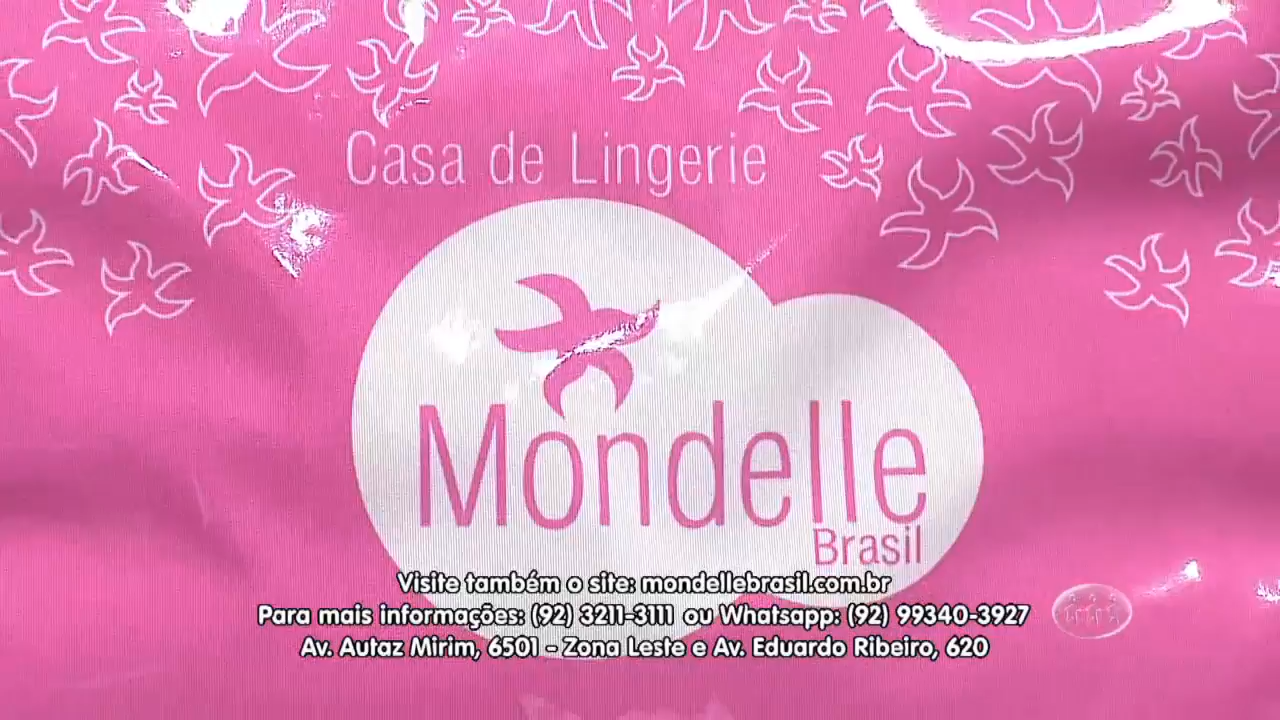 Casa de Lingerie
Mondelle
Brasil
Visite também o site: mondellebrasil.com.br
Para mais informações: (92) 3211-3111 ou Whatsapp: (92) 99340-3927
Av. Autaz Mirim, 6501 - Zona Leste e Av. Eduardo Ribeiro, 620